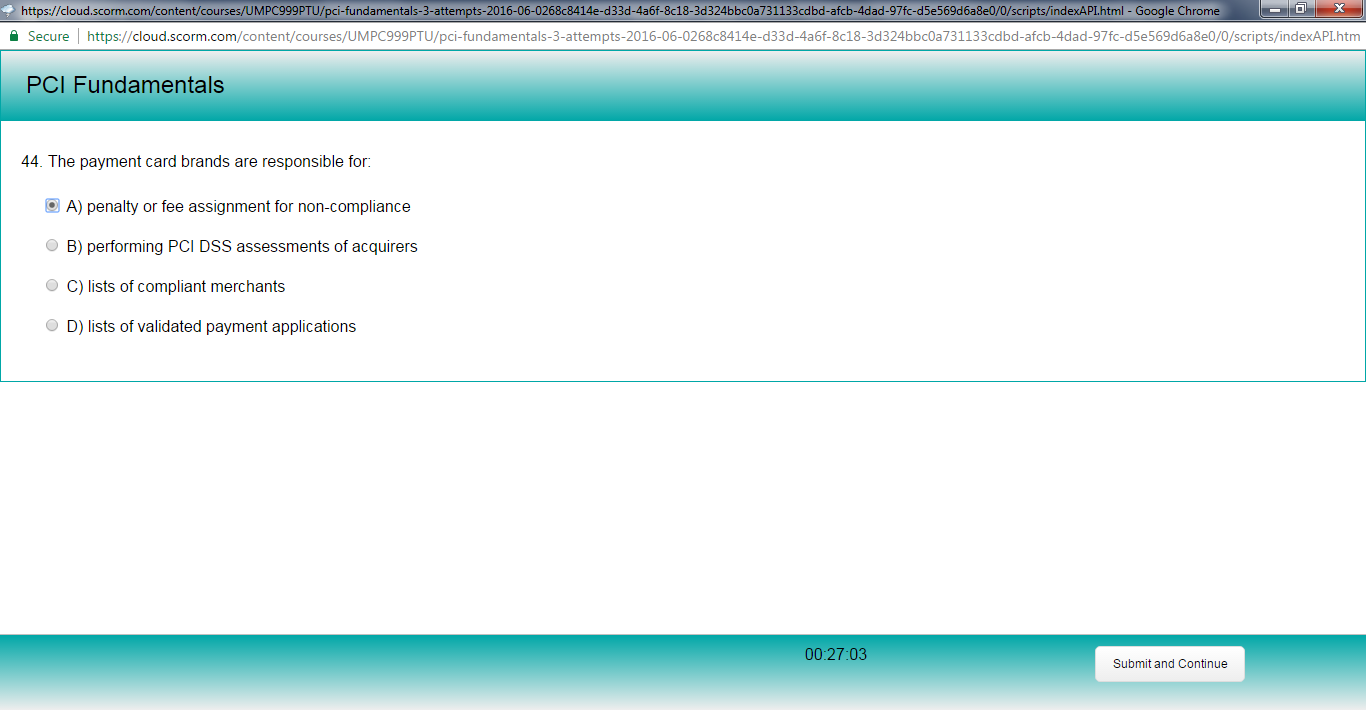 https://cloud.scorm.com/content/courses/UMPC999PTU/pci-fundamentals-3-attempts-2016-06-0268c8414e-d33d-4a6f-8c18-3d324bbc0a731133cdbd-afcb-4dad-97fc-d5e569d6a8e0/0/scripts/indexAPI.html - Google Chrome
Secure https://cloud.scorm.com/content/courses/UMPC999PTU/pci-fundamentals-3-attempts-2016-06-0268c8414e-d33d-4a6f-8c18-3d324bbc0a731133cdbd-afcb-4dad-97fc-d5e569d6a8e0/0/scripts/indexAPI.htm
PCI Fundamentals
44. The payment card brands are responsible for:
A) penalty or fee assignment for non-compliance
B) performing PCI DSS assessments of acquirers
C) lists of compliant merchants
D) lists of validated payment applications
00:27:03
Submit and Continue